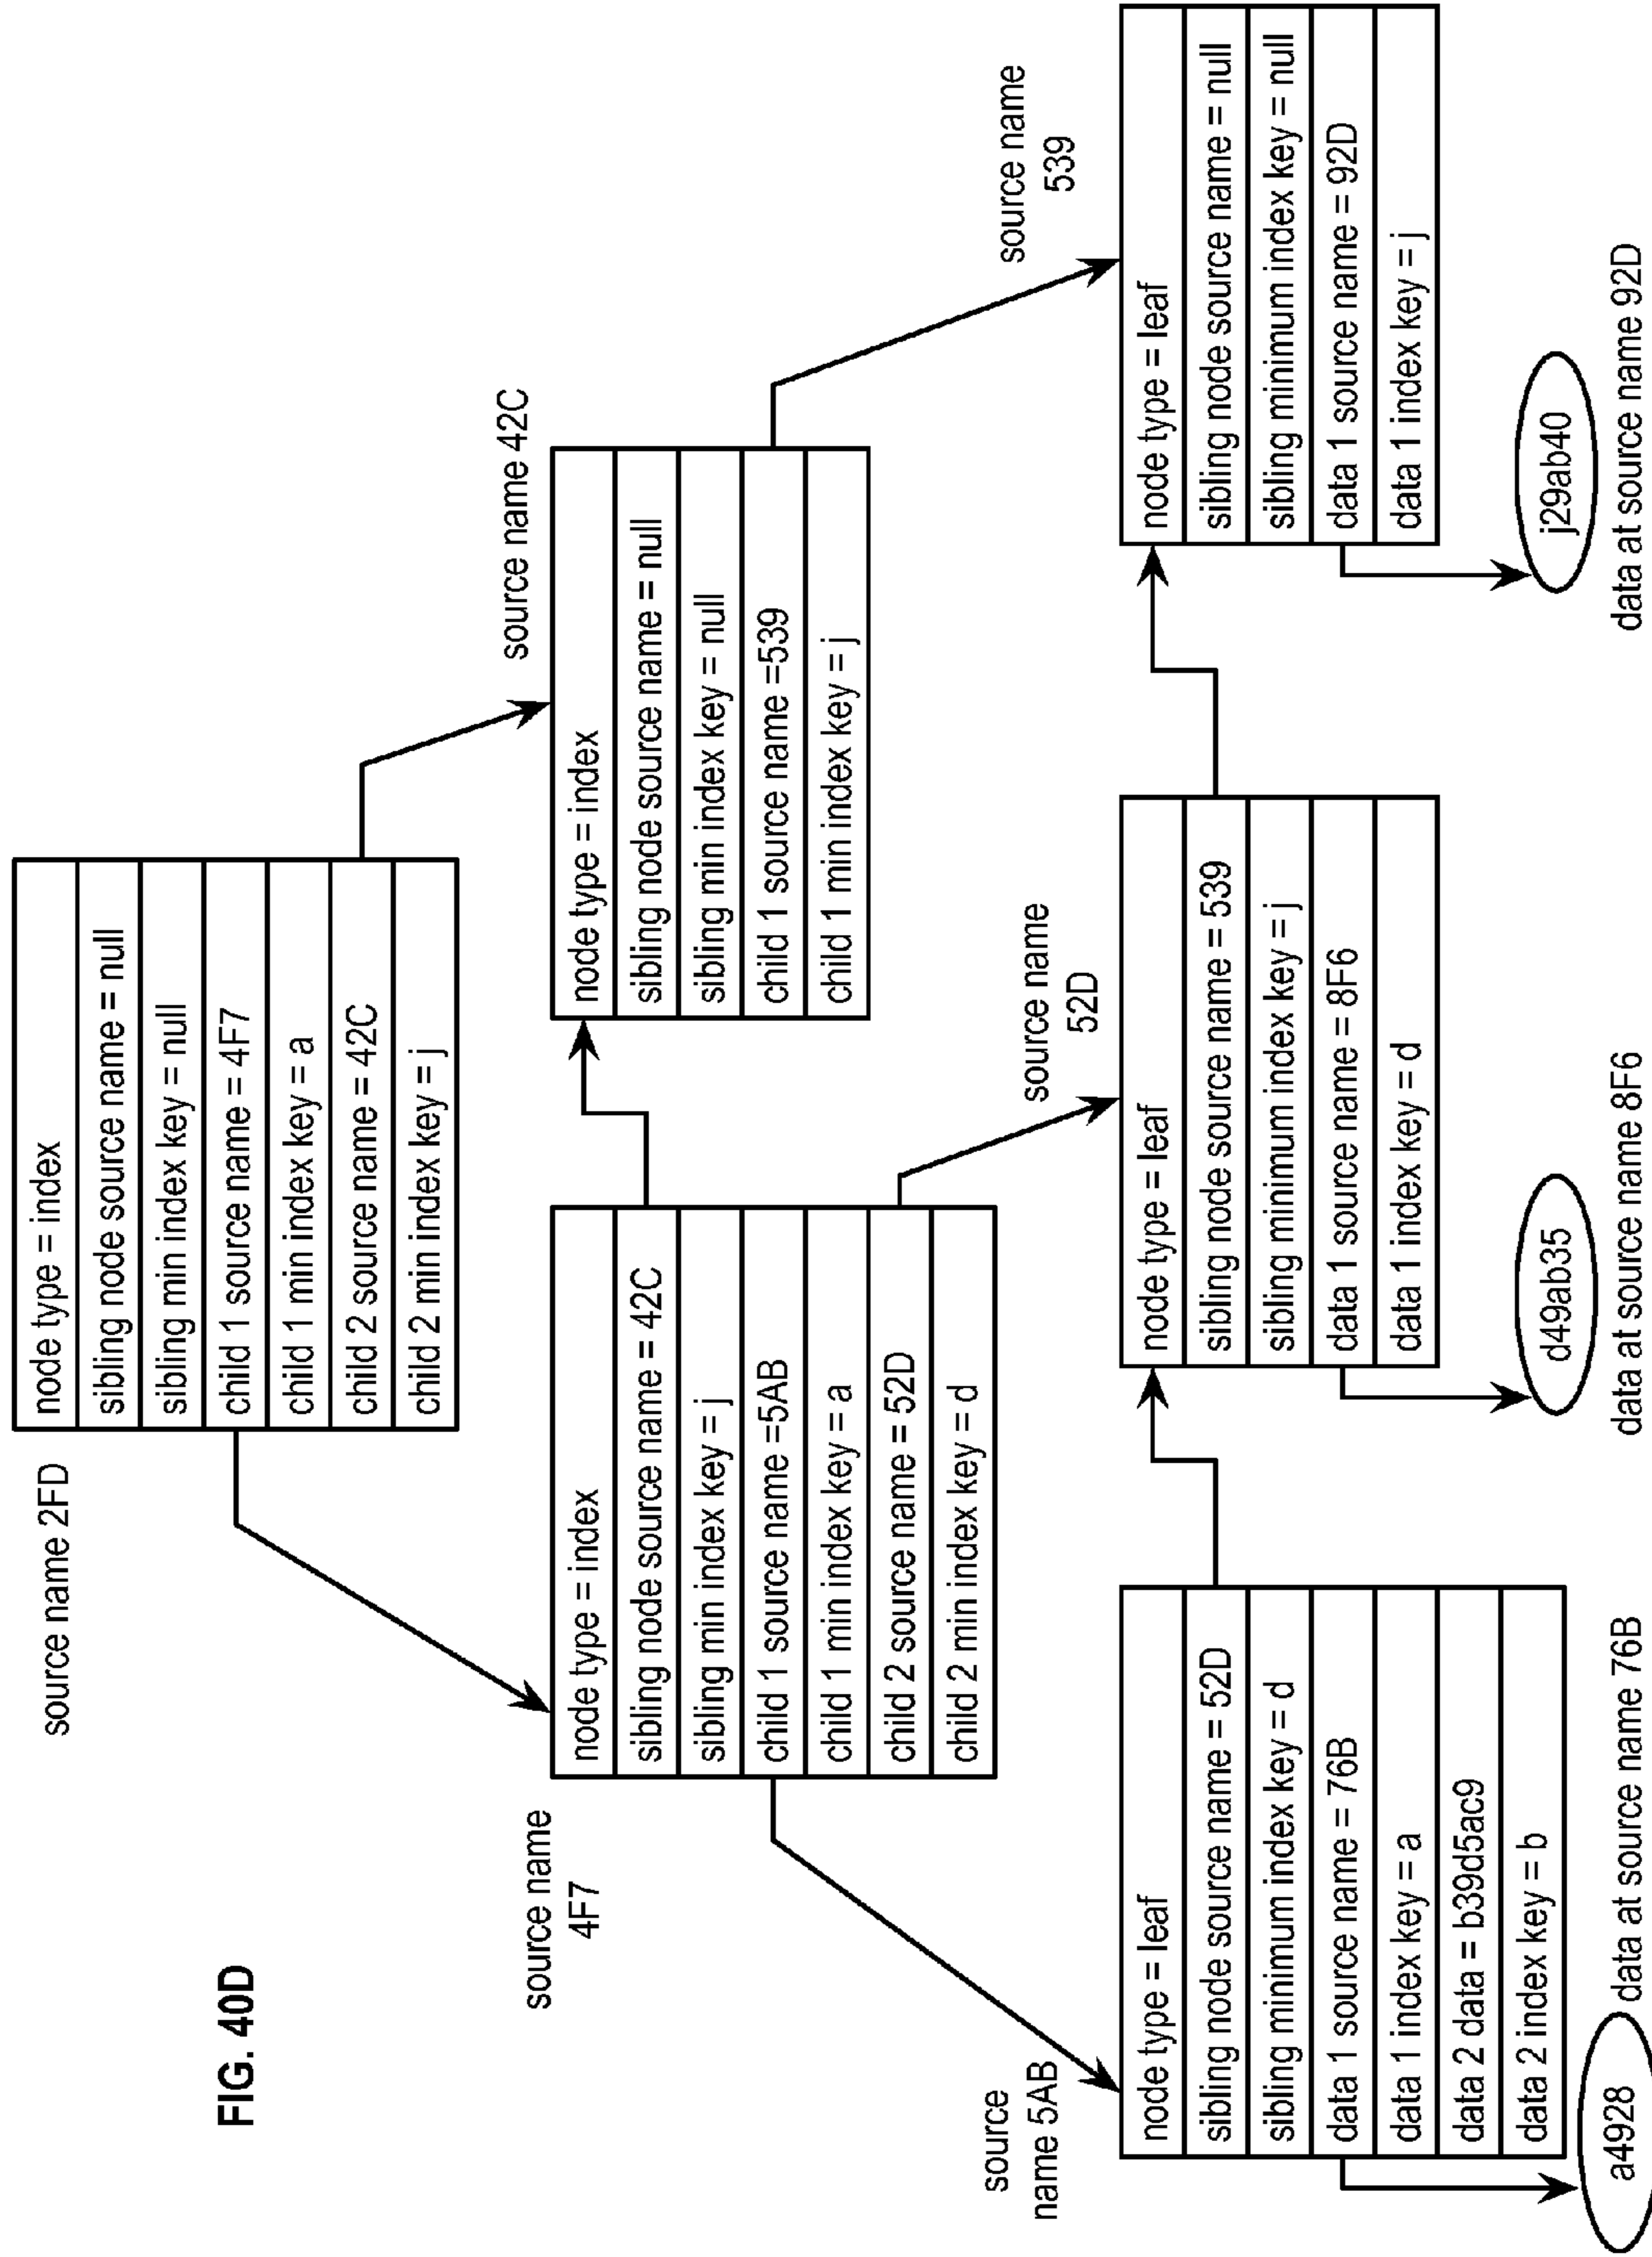 FIG. 40D
source name 2FD
node type = index
sibling node source name = null
sibling min index key = null
child 1 source name = 4F7
child 1 min index key = a
child 2 source name = 42C
child 2 min index key = j
source name
4F7
node type = index
sibling node source name = 42C
sibling min index key = j
child 1 source name =5AB
child 1 min index key = a
child 2 source name = 52D
child 2 min index key = d
source name 42C
node type = index
sibling node source name = null
sibling min index key = null
child 1 source name =539
child 1 min index key = j
source
name 5AB
node type = leaf
sibling node source name = 52D
sibling minimum index key = d
data 1 source name = 76B
data 1 index key = a
data 2 data = b39d5ac9
data 2 index key = b
a4928
data at source name 76B
source name
52D
node type = leaf
sibling node source name = 539
sibling minimum index key = j
data 1 source name = 8F6
data 1 index key = d
d49ab35
data at source name 8F6
source name
539
node type = leaf
sibling node source name = null
sibling minimum index key = null
data 1 source name = 92D
data 1 index key = j
j29ab40
data at source name 92D